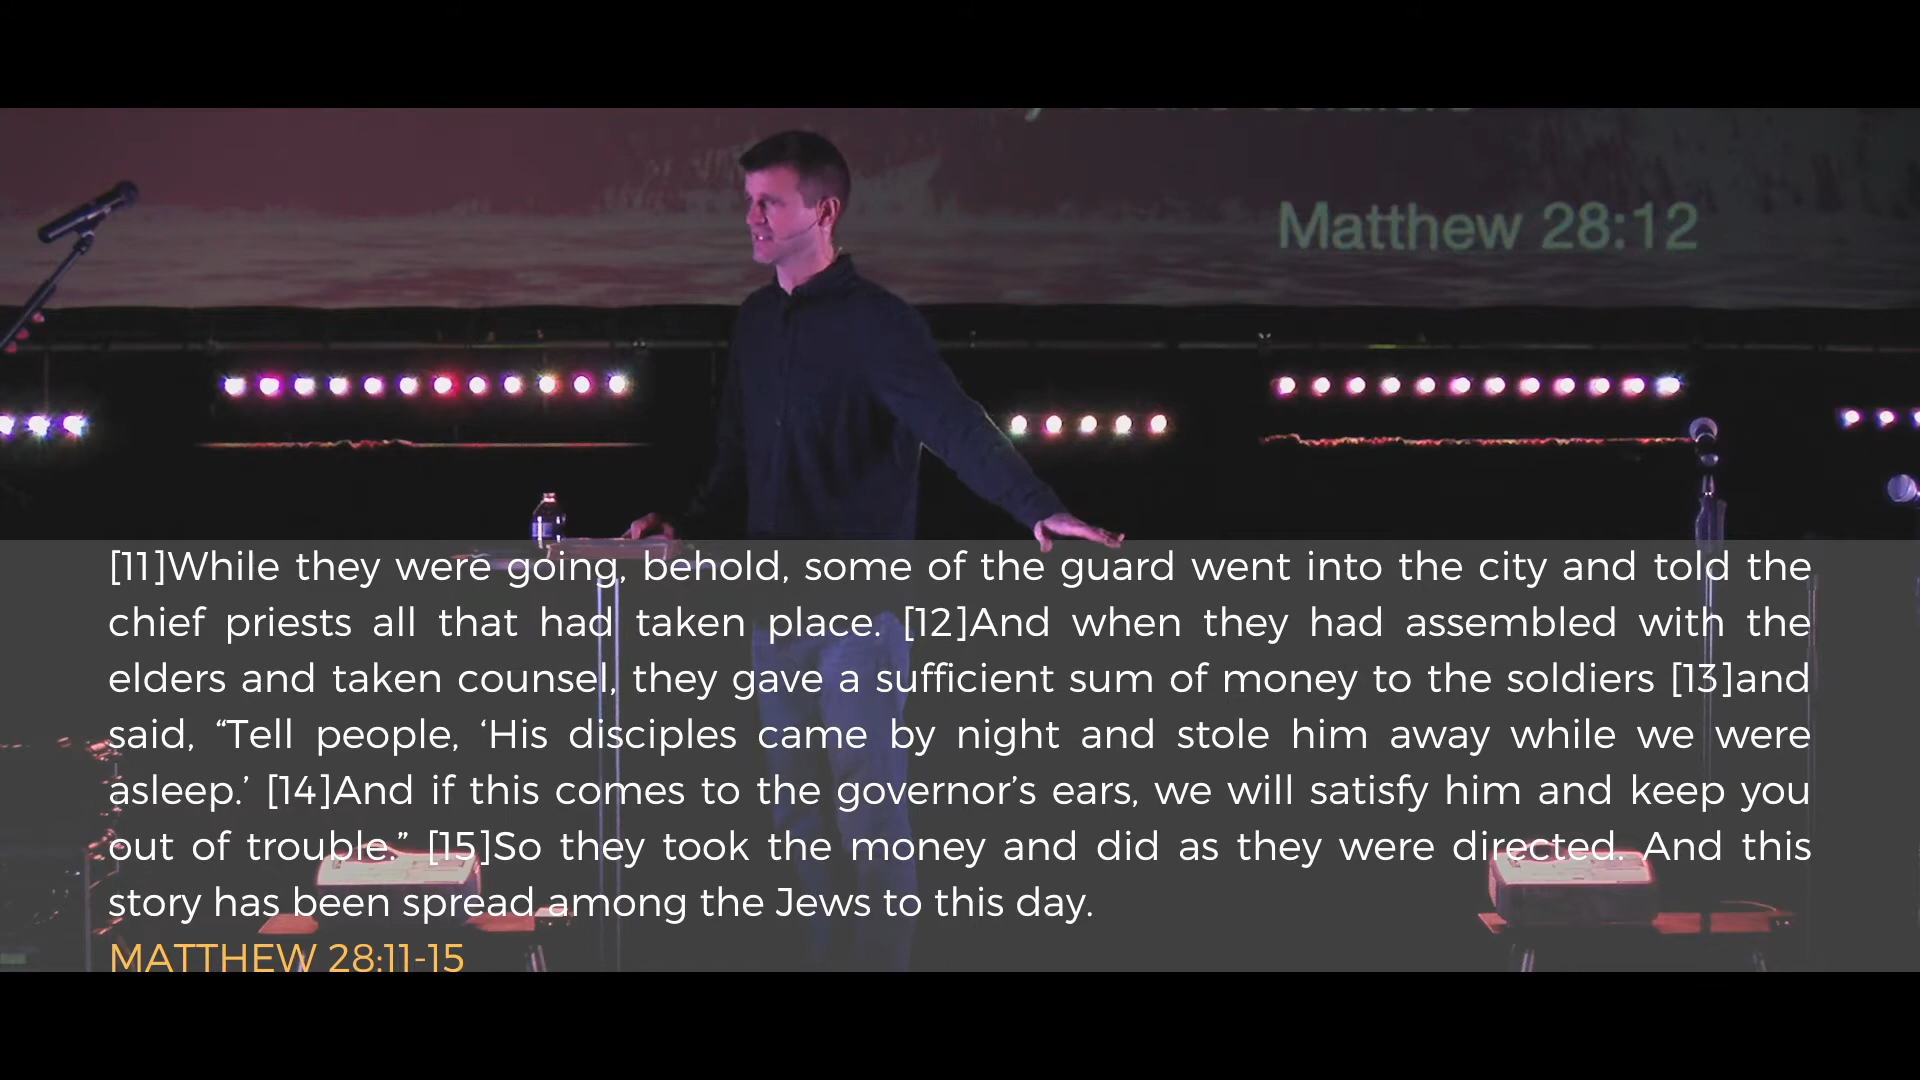 Matthew 28:12
[11]While they were going, behold, some of the guard went into the city and told the
chief priests all that had taken place. [12]And when they had assembled with the
elders and taken counsel, they gave a sufficient sum of money to the soldiers [13]and
said, “Tell people, ‘His disciples came by night and stole him away while we were
asleep.’ [14]And if this comes to the governor’s ears, we will satisfy him and keep you
out of trouble.” [15]So they took the money and did as they were directed. And this
story has been spread among the Jews to this day.
MATTHEW 28:11-15